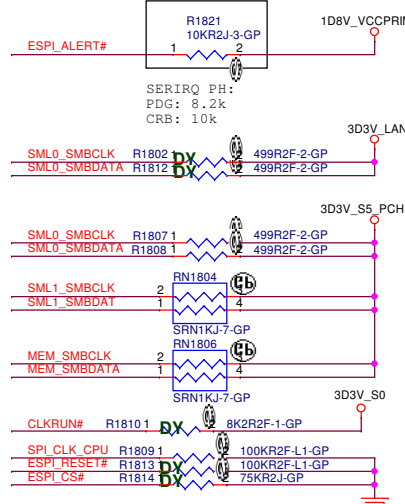 R1821 1D8V_VCCPRIM
10KR2J-3-GP
ESPI_ALERT# 1 2
SERIRQ PH:
PDG: 8.2k
CRB: 10k
3D3V_LAN
SML0_SMBCLK R1802 1 DY 2 499R2F-2-GP
SML0_SMBDATA R1812 1 DY 2 499R2F-2-GP
3D3V_S5_PCH
SML0_SMBCLK R1807 1 2 499R2F-2-GP
SML0_SMBDATA R1808 1 2 499R2F-2-GP
RN1804
SML1_SMBCLK 2 3
SML1_SMBDAT 1 4
SRN1KJ-7-GP
RN1806
MEM_SMBCLK 2 3
MEM_SMBDATA 1 4
SRN1KJ-7-GP
3D3V_S0
CLKRUN# R1810 1 DY 2 8K2R2F-1-GP
SPI_CLK_CPU R1809 1 2 100KR2F-L1-GP
ESPI_RESET# R1813 1 DY 2 100KR2F-L1-GP
ESPI_CS# R1814 1 DY 2 75KR2J-GP